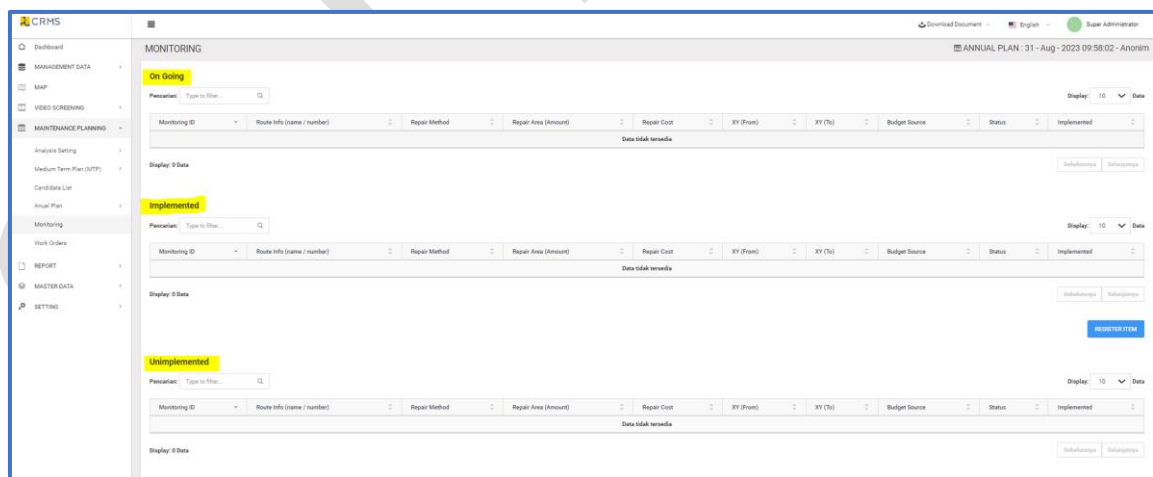 CRMS
Download Document English Super Administrator
Dashboard
MANAGEMENT DATA
MAP
VIDEO SCREENING
MAINTENANCE PLANNING
Analysis Setting
Medium Term Plan (MTP)
Candidate List
Anual Plan
Monitoring
Work Orders
REPORT
MASTER DATA
SETTING
MONITORING ANNUAL PLAN : 31 - Aug - 2023 09:58:02 - Anonim
On Going
Pencarian: Type to filter... Display: 10 Data
Monitoring ID Route Info (name / number) Repair Method Repair Area (Amount) Repair Cost XY (From) XY (To) Budget Source Status Implemented
Data tidak tersedia
Display: 0 Data Sebelumnya Selanjutnya
Implemented
Pencarian: Type to filter... Display: 10 Data
Monitoring ID Route Info (name / number) Repair Method Repair Area (Amount) Repair Cost XY (From) XY (To) Budget Source Status Implemented
Data tidak tersedia
Display: 0 Data Sebelumnya Selanjutnya
REGISTER ITEM
Unimplemented
Pencarian: Type to filter... Display: 10 Data
Monitoring ID Route Info (name / number) Repair Method Repair Area (Amount) Repair Cost XY (From) XY (To) Budget Source Status Implemented
Data tidak tersedia
Display: 0 Data Sebelumnya Selanjutnya